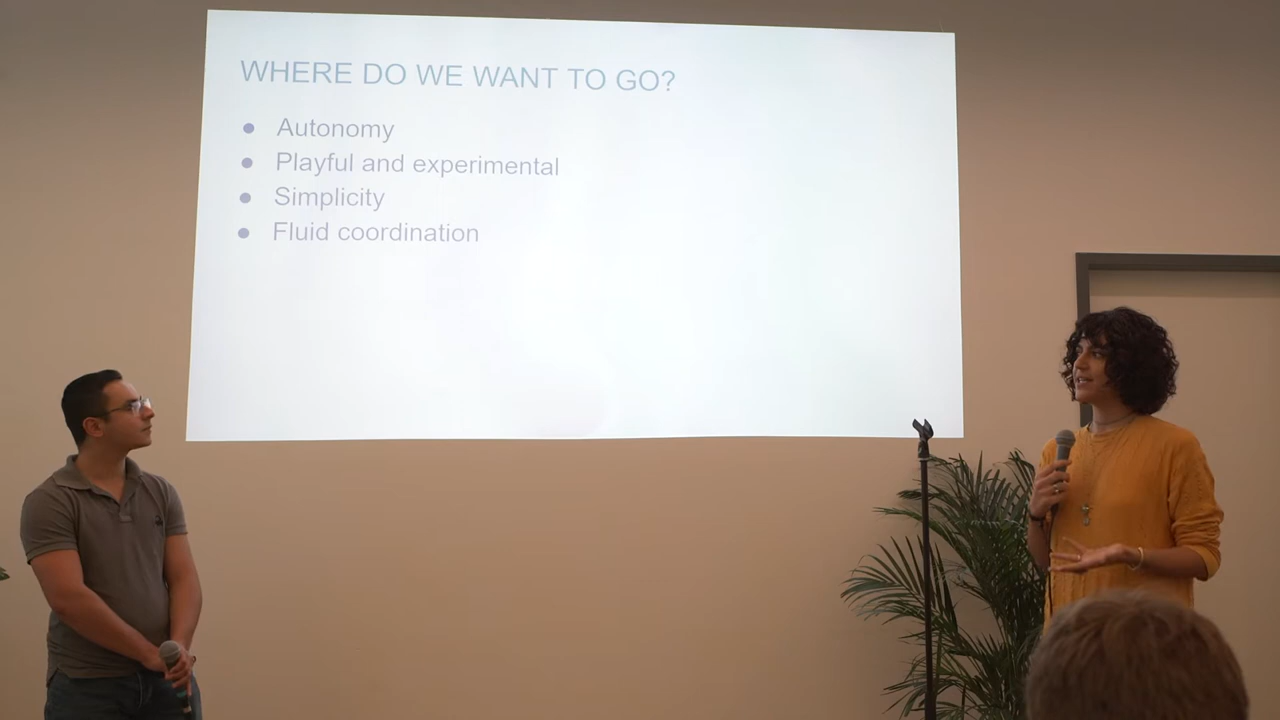 WHERE DO WE WANT TO GO?
● Autonomy
● Playful and experimental
● Simplicity
● Fluid coordination